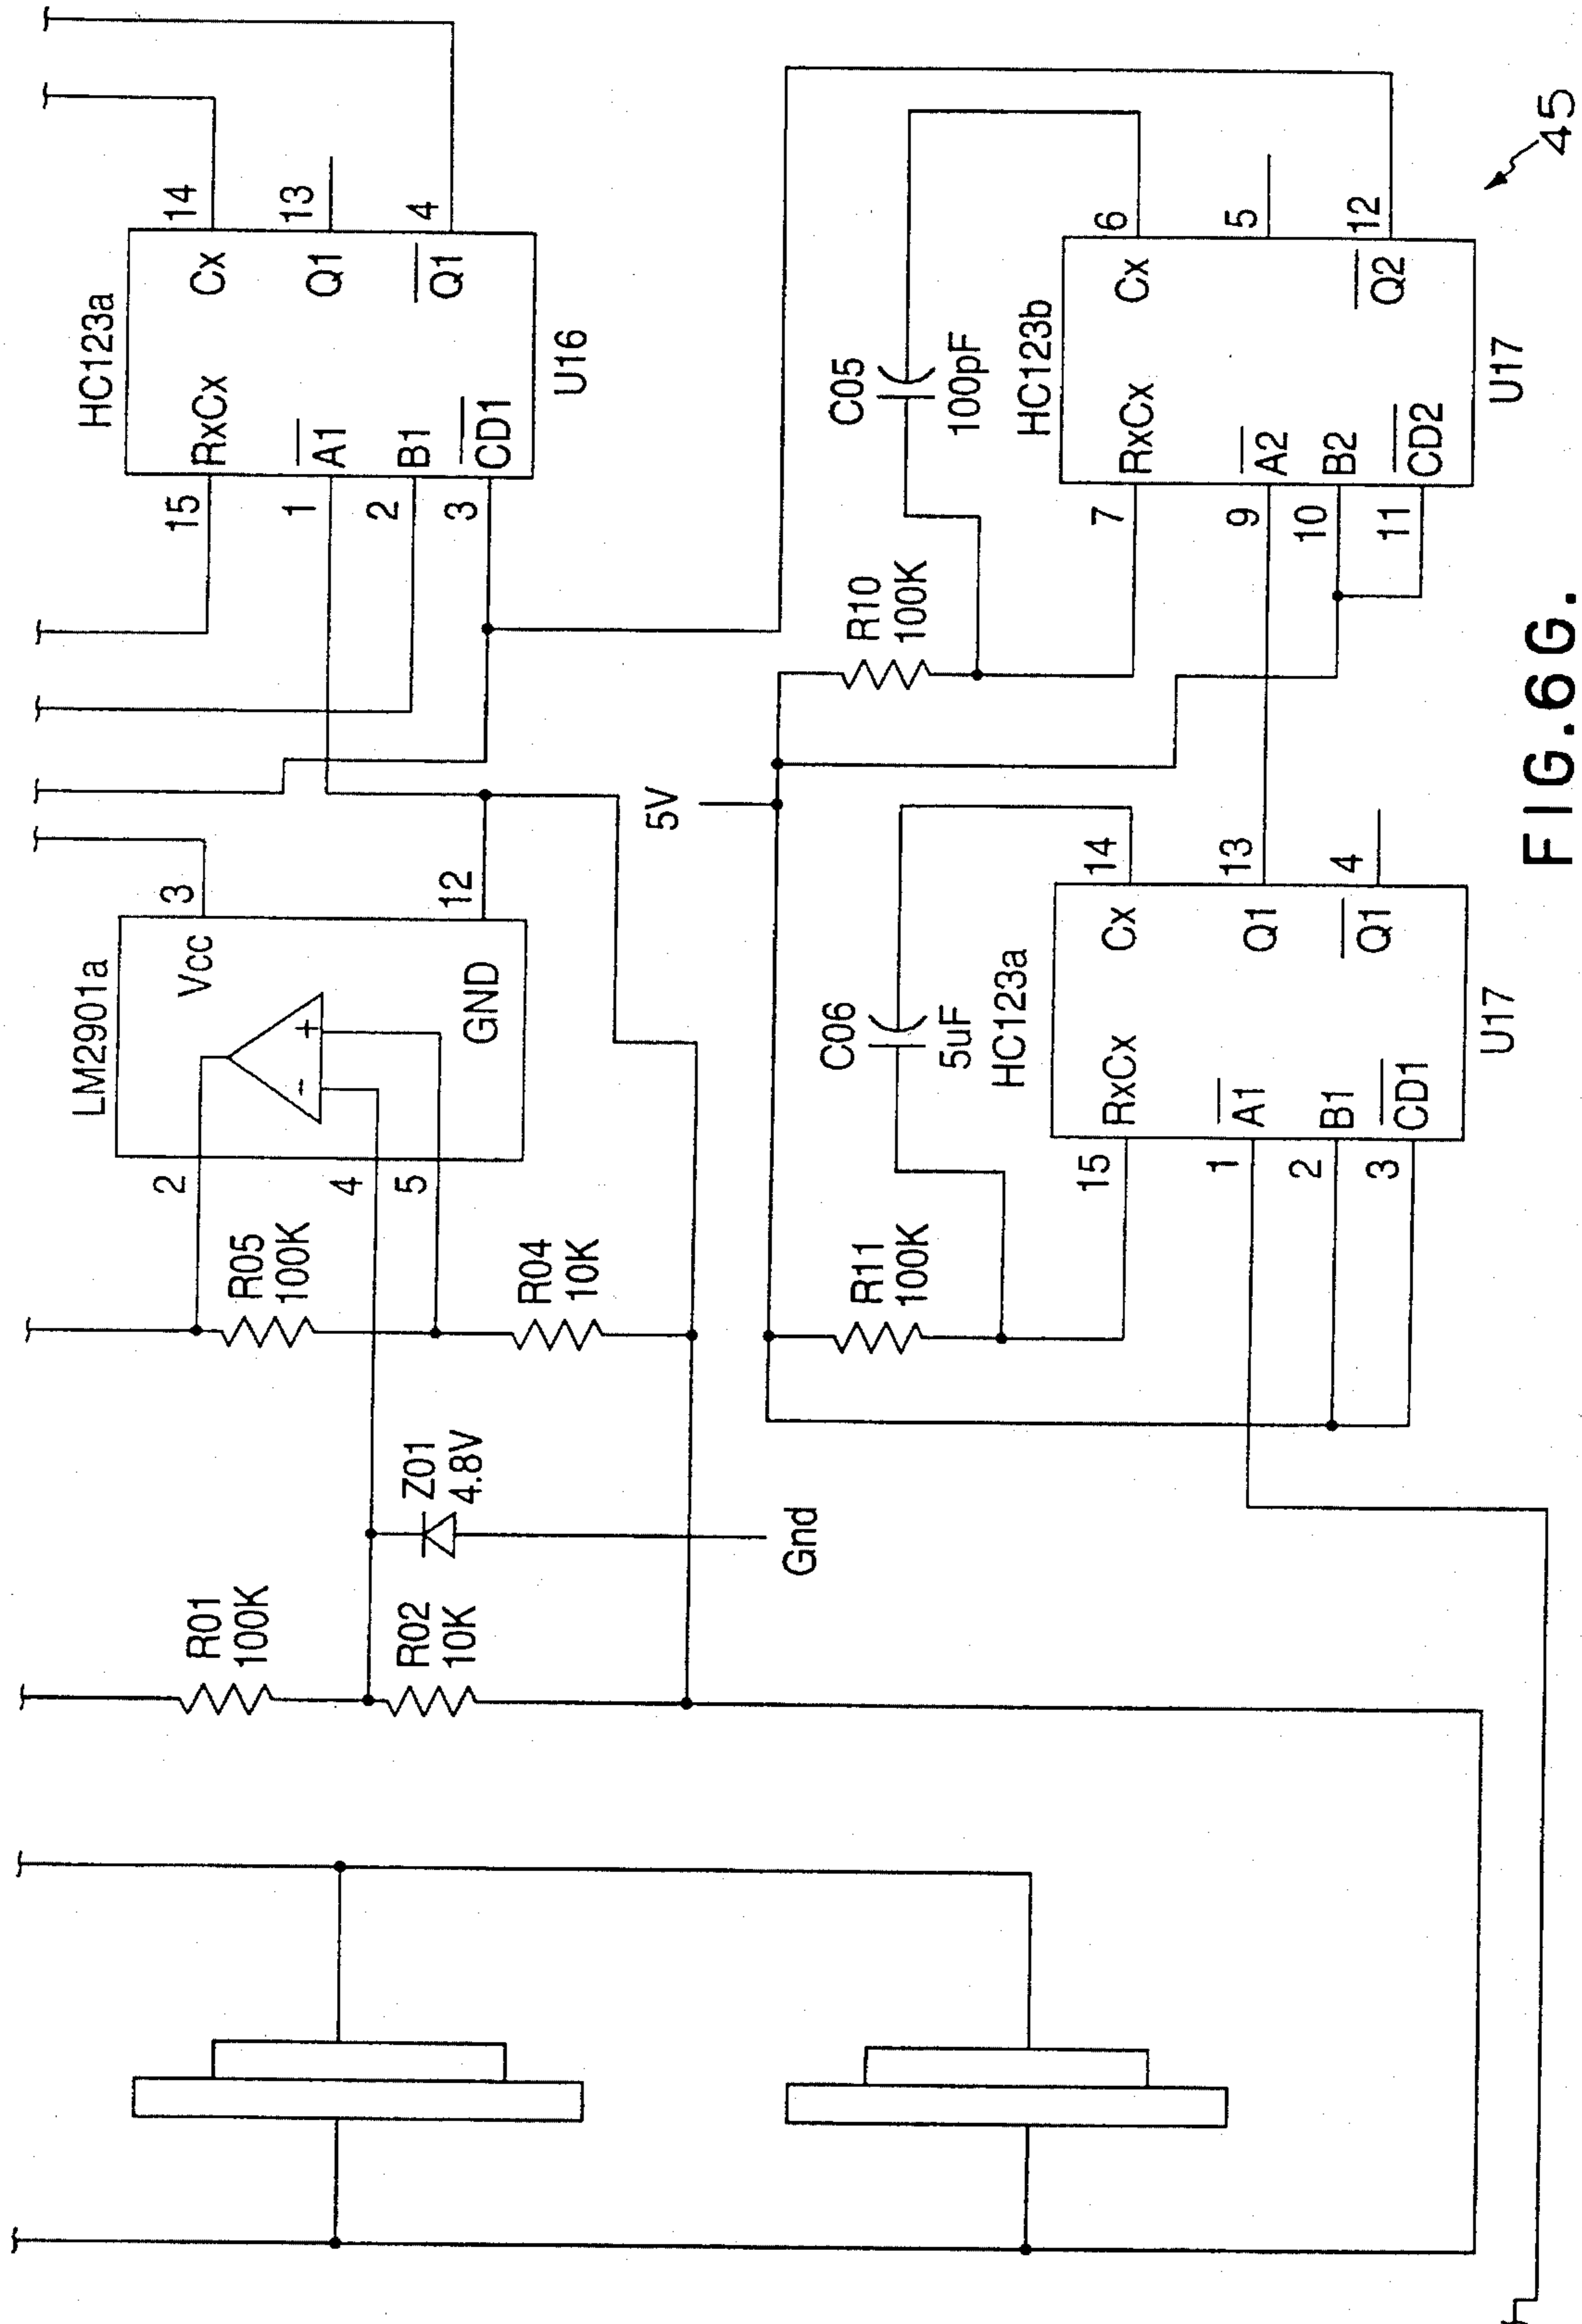 LM2901a
2
3
Vcc
4
5
-
+
12
GND
R01
100K
R02
10K
Z01
4.8V
Gnd
R05
100K
R04
10K
HC123a
15
RxCx
Cx
14
1
A1
Q1
13
2
B1
3
CD1
Q1
4
U16
5V
C06
5uF
R11
100K
HC123a
15
RxCx
Cx
14
1
A1
Q1
13
2
B1
3
CD1
Q1
4
U17
C05
100pF
R10
100K
HC123b
7
RxCx
Cx
6
9
A2
5
10
B2
11
CD2
Q2
12
U17
45
FIG.6G.